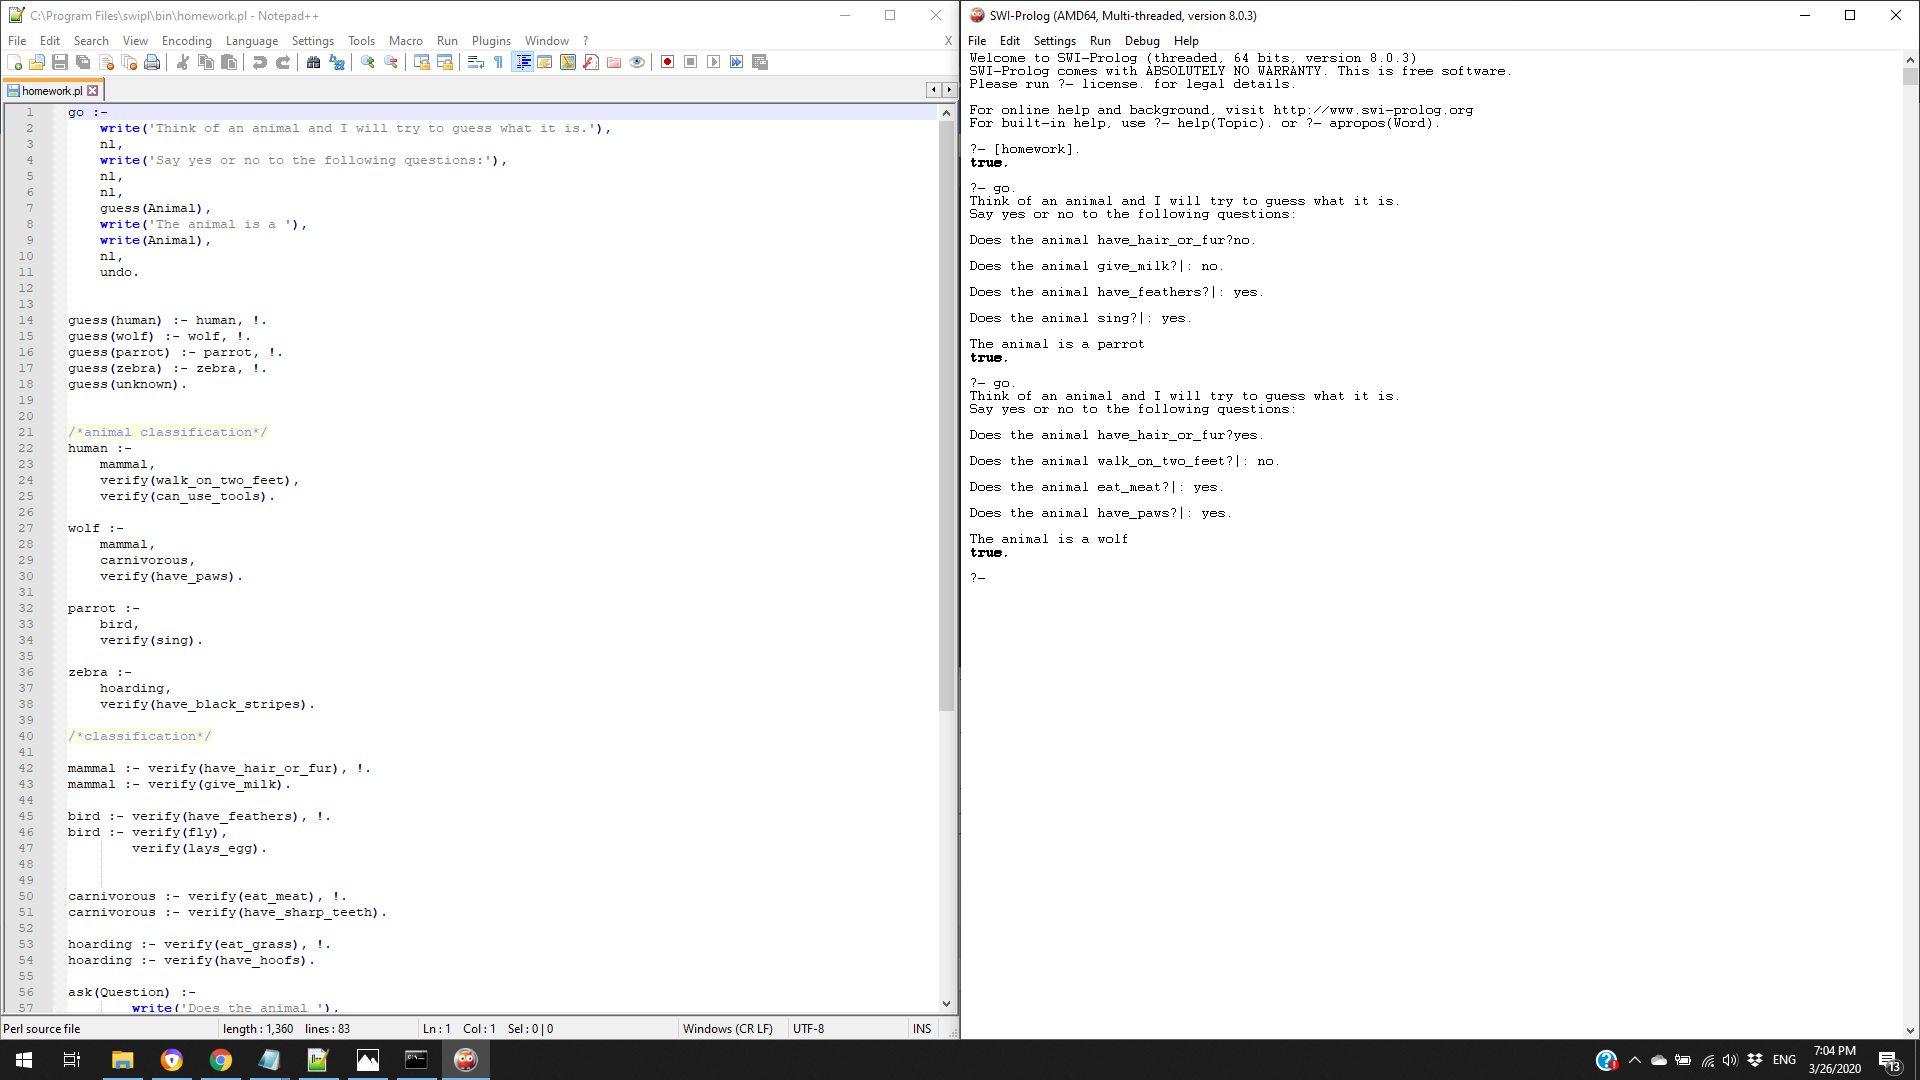 C:\Program Files\swipl\bin\homework.pl - Notepad++
File Edit Search View Encoding Language Settings Tools Macro Run Plugins Window ? X
homework.pl
1 go :-
2 write('Think of an animal and I will try to guess what it is.'),
3 nl,
4 write('Say yes or no to the following questions:'),
5 nl,
6 nl,
7 guess(Animal),
8 write('The animal is a '),
9 write(Animal),
10 nl,
11 undo.
12
13
14 guess(human) :- human, !.
15 guess(wolf) :- wolf, !.
16 guess(parrot) :- parrot, !.
17 guess(zebra) :- zebra, !.
18 guess(unknown).
19
20
21 /*animal classification*/
22 human :-
23 mammal,
24 verify(walk_on_two_feet),
25 verify(can_use_tools).
26
27 wolf :-
28 mammal,
29 carnivorous,
30 verify(have_paws).
31
32 parrot :-
33 bird,
34 verify(sing).
35
36 zebra :-
37 hoarding,
38 verify(have_black_stripes).
39
40 /*classification*/
41
42 mammal :- verify(have_hair_or_fur), !.
43 mammal :- verify(give_milk).
44
45 bird :- verify(have_feathers), !.
46 bird :- verify(fly),
47 verify(lays_egg).
48
49
50 carnivorous :- verify(eat_meat), !.
51 carnivorous :- verify(have_sharp_teeth).
52
53 hoarding :- verify(eat_grass), !.
54 hoarding :- verify(have_hoofs).
55
56 ask(Question) :-
57 write('Does the animal '),
Perl source file length : 1,360 lines : 83 Ln : 1 Col : 1 Sel : 0 | 0 Windows (CR LF) UTF-8 INS
SWI-Prolog (AMD64, Multi-threaded, version 8.0.3)
File Edit Settings Run Debug Help
Welcome to SWI-Prolog (threaded, 64 bits, version 8.0.3)
SWI-Prolog comes with ABSOLUTELY NO WARRANTY. This is free software.
Please run ?- license. for legal details.
For online help and background, visit http://www.swi-prolog.org
For built-in help, use ?- help(Topic). or ?- apropos(Word).
?- [homework].
true.
?- go.
Think of an animal and I will try to guess what it is.
Say yes or no to the following questions:
Does the animal have_hair_or_fur?no.
Does the animal give_milk?|: no.
Does the animal have_feathers?|: yes.
Does the animal sing?|: yes.
The animal is a parrot
true.
?- go.
Think of an animal and I will try to guess what it is.
Say yes or no to the following questions:
Does the animal have_hair_or_fur?yes.
Does the animal walk_on_two_feet?|: no.
Does the animal eat_meat?|: yes.
Does the animal have_paws?|: yes.
The animal is a wolf
true.
?-
ENG
7:04 PM
3/26/2020
13